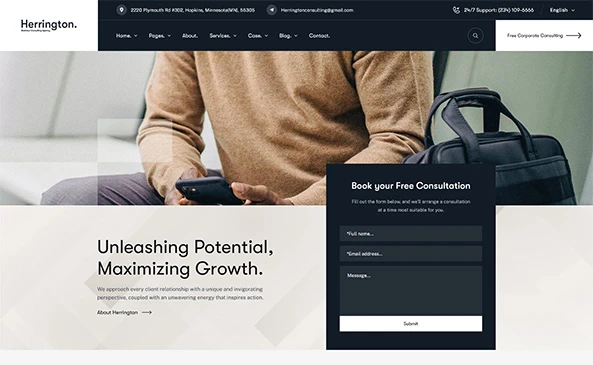 Herrington.
Business Consulting Agency
2220 Plymouth Rd #302, Hopkins, Minnesota(MN), 55305
Herringtonconsulting@gmail.com
24/7 Support: (234) 109-6666
English
Home.
Pages.
About.
Services.
Case.
Blog.
Contact.
Free Corporate Consulting
Book your Free Consultation
Fill out the form below, and we'll arrange a consultation
at a time most suitable for you.
*Full name...
*Email address...
Message...
Submit
Unleashing Potential,
Maximizing Growth.
We approach every client relationship with a unique and invigorating
perspective, coupled with an unwavering energy that inspires action.
About Herrington